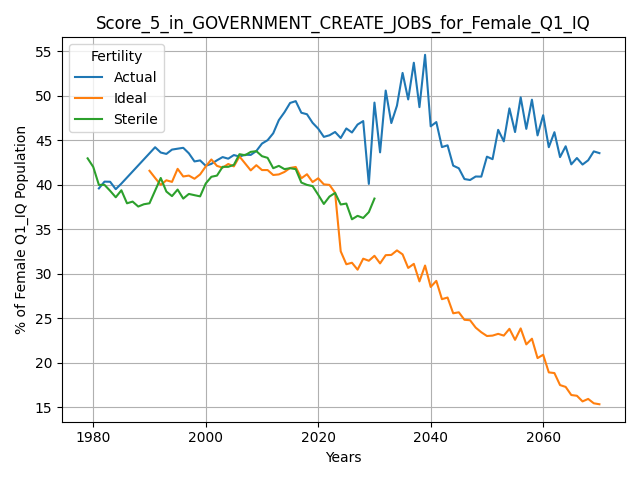 Score_5_in_GOVERNMENT_CREATE_JOBS_for_Female_Q1_IQ
Fertility
Actual
Ideal
Sterile
% of Female Q1_IQ Population
55
50
45
40
35
30
25
20
15
1980 2000 2020 2040 2060
Years